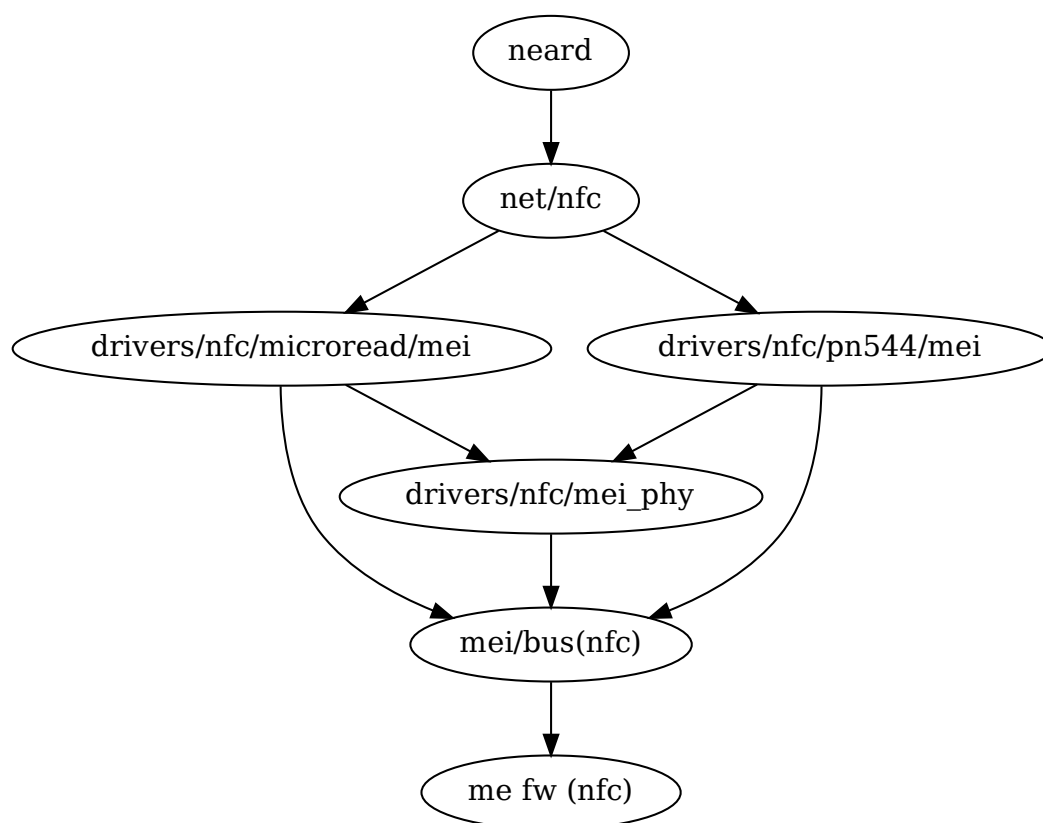 neard
net/nfc
drivers/nfc/microread/mei
drivers/nfc/pn544/mei
drivers/nfc/mei_phy
mei/bus(nfc)
me fw (nfc)